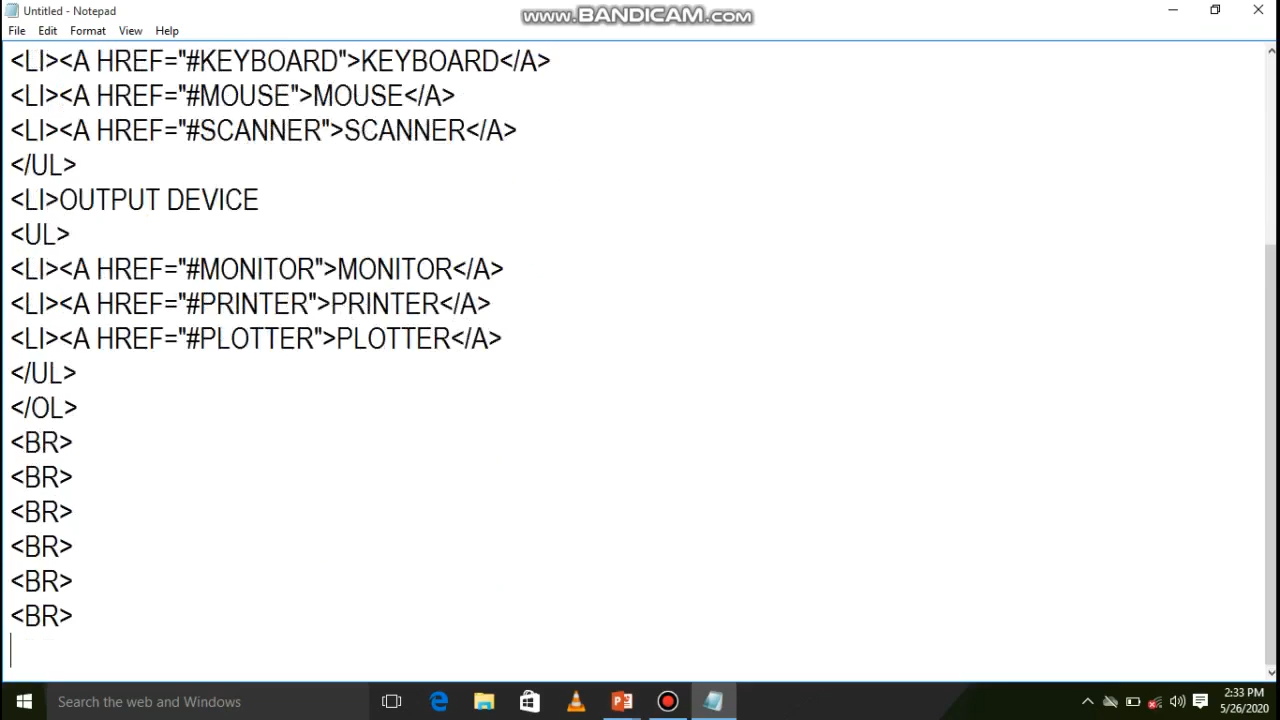 Untitled - Notepad
www.BANDICAM.com
File Edit Format View Help
<LI><A HREF="#KEYBOARD">KEYBOARD</A>
<LI><A HREF="#MOUSE">MOUSE</A>
<LI><A HREF="#SCANNER">SCANNER</A>
</UL>
<LI>OUTPUT DEVICE
<UL>
<LI><A HREF="#MONITOR">MONITOR</A>
<LI><A HREF="#PRINTER">PRINTER</A>
<LI><A HREF="#PLOTTER">PLOTTER</A>
</UL>
</OL>
<BR>
<BR>
<BR>
<BR>
<BR>
<BR>
Search the web and Windows
2:33 PM
5/26/2020